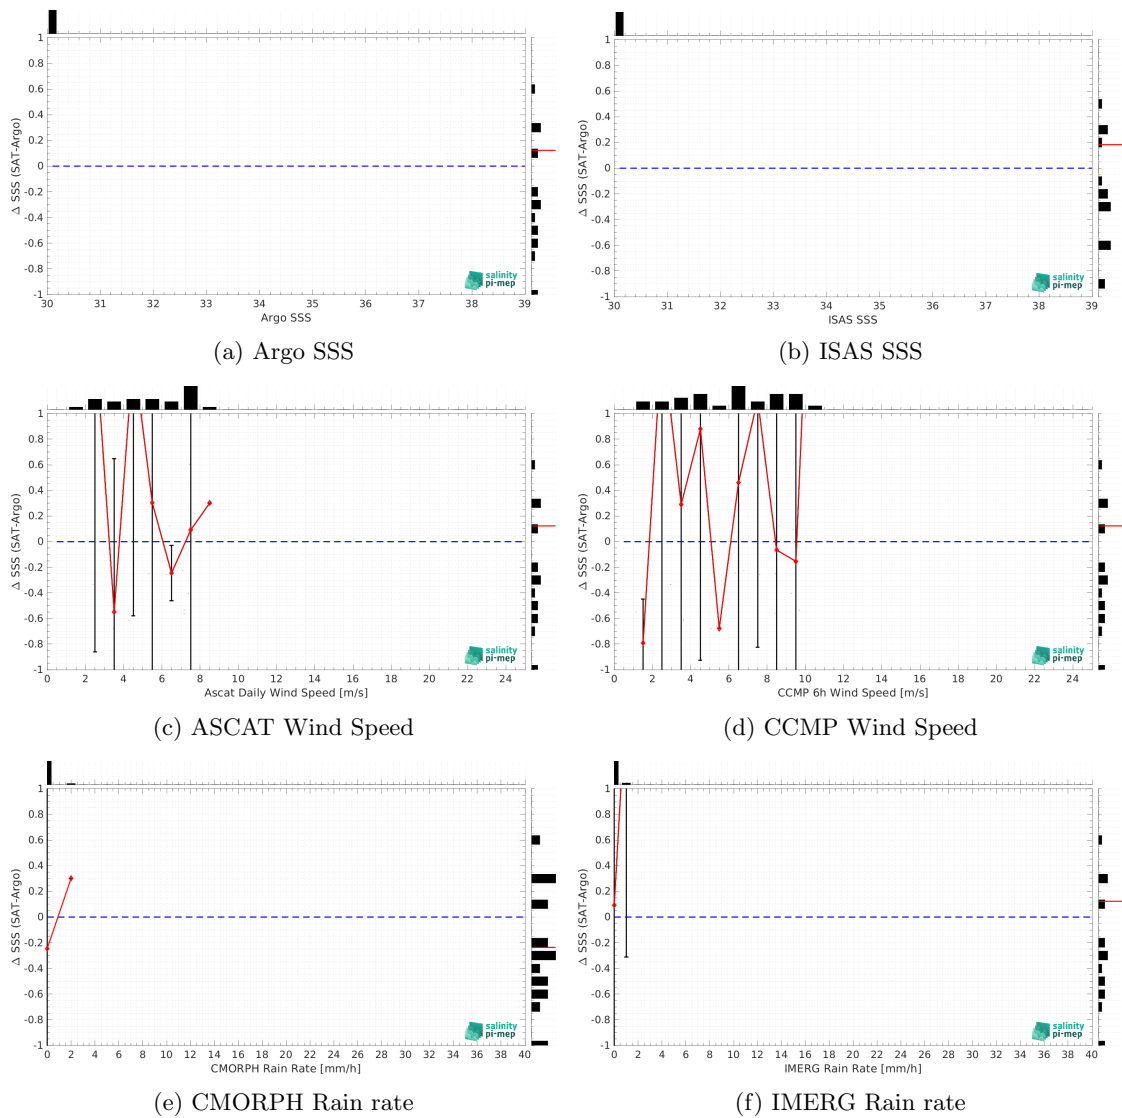 1
0.8
0.6
0.4
0.2
0
-0.2
-0.4
-0.6
-0.8
-1
Δ SSS (SAT-Argo)
30 31 32 33 34 35 36 37 38 39
Argo SSS
salinity
pi-mep
(a) Argo SSS
1
0.8
0.6
0.4
0.2
0
-0.2
-0.4
-0.6
-0.8
-1
Δ SSS (SAT-Argo)
30 31 32 33 34 35 36 37 38 39
ISAS SSS
salinity
pi-mep
(b) ISAS SSS
1
0.8
0.6
0.4
0.2
0
-0.2
-0.4
-0.6
-0.8
-1
Δ SSS (SAT-Argo)
0 2 4 6 8 10 12 14 16 18 20 22 24
Ascat Daily Wind Speed [m/s]
salinity
pi-mep
(c) ASCAT Wind Speed
1
0.8
0.6
0.4
0.2
0
-0.2
-0.4
-0.6
-0.8
-1
Δ SSS (SAT-Argo)
0 2 4 6 8 10 12 14 16 18 20 22 24
CCMP 6h Wind Speed [m/s]
salinity
pi-mep
(d) CCMP Wind Speed
1
0.8
0.6
0.4
0.2
0
-0.2
-0.4
-0.6
-0.8
-1
Δ SSS (SAT-Argo)
0 2 4 6 8 10 12 14 16 18 20 22 24 26 28 30 32 34 36 38 40
CMORPH Rain Rate [mm/h]
salinity
pi-mep
(e) CMORPH Rain rate
1
0.8
0.6
0.4
0.2
0
-0.2
-0.4
-0.6
-0.8
-1
Δ SSS (SAT-Argo)
0 2 4 6 8 10 12 14 16 18 20 22 24 26 28 30 32 34 36 38 40
IMERG Rain Rate [mm/h]
salinity
pi-mep
(f) IMERG Rain rate